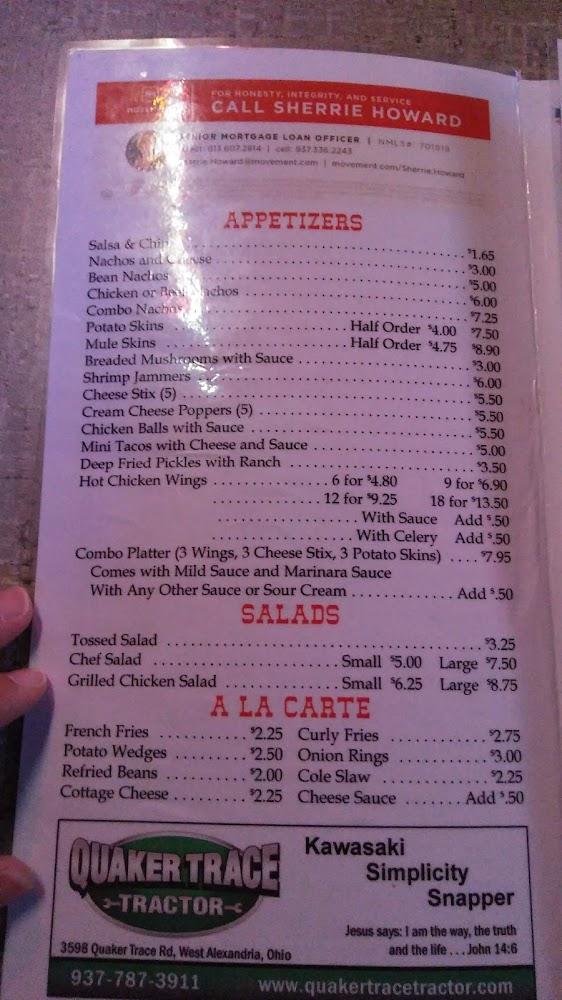 FOR HONESTY, INTEGRITY, AND SERVICE
CALL SHERRIE HOWARD
SENIOR MORTGAGE LOAN OFFICER | NMLS#: 701919
813.607.2814 | cell: 937.336.2243
Sherrie.Howard@movement.com | movement.com/Sherrie.Howard
APPETIZERS
Salsa & Chips ........ $1.65
Nachos and Cheese ........ $3.00
Bean Nachos ........ $5.00
Chicken or Beef Nachos ........ $6.00
Combo Nachos ........ $7.25
Potato Skins ........ Half Order $4.00 $7.50
Mule Skins ........ Half Order $4.75 $8.90
Breaded Mushrooms with Sauce ........ $3.00
Shrimp Jammers ........ $6.00
Cheese Stix (5) ........ $5.50
Cream Cheese Poppers (5) ........ $5.50
Chicken Balls with Sauce ........ $5.50
Mini Tacos with Cheese and Sauce ........ $5.00
Deep Fried Pickles with Ranch ........ $3.50
Hot Chicken Wings ........ 6 for $4.80 9 for $6.90
........ 12 for $9.25 18 for $13.50
........ With Sauce Add $.50
........ With Celery Add $.50
Combo Platter (3 Wings, 3 Cheese Stix, 3 Potato Skins) .... $7.95
Comes with Mild Sauce and Marinara Sauce
With Any Other Sauce or Sour Cream ........ Add $.50
SALADS
Tossed Salad ........ $3.25
Chef Salad ........ Small $5.00 Large $7.50
Grilled Chicken Salad ........ Small $6.25 Large $8.75
A LA CARTE
French Fries ........ $2.25 Curly Fries ........ $2.75
Potato Wedges ........ $2.50 Onion Rings ........ $3.00
Refried Beans ........ $2.00 Cole Slaw ........ $2.25
Cottage Cheese ........ $2.25 Cheese Sauce ........ Add $.50
QUAKER TRACE
TRACTOR
Kawasaki
Simplicity
Snapper
Jesus says: I am the way, the truth
and the life . . . John 14:6
3598 Quaker Trace Rd, West Alexandria, Ohio
937-787-3911 www.quakertracetractor.com